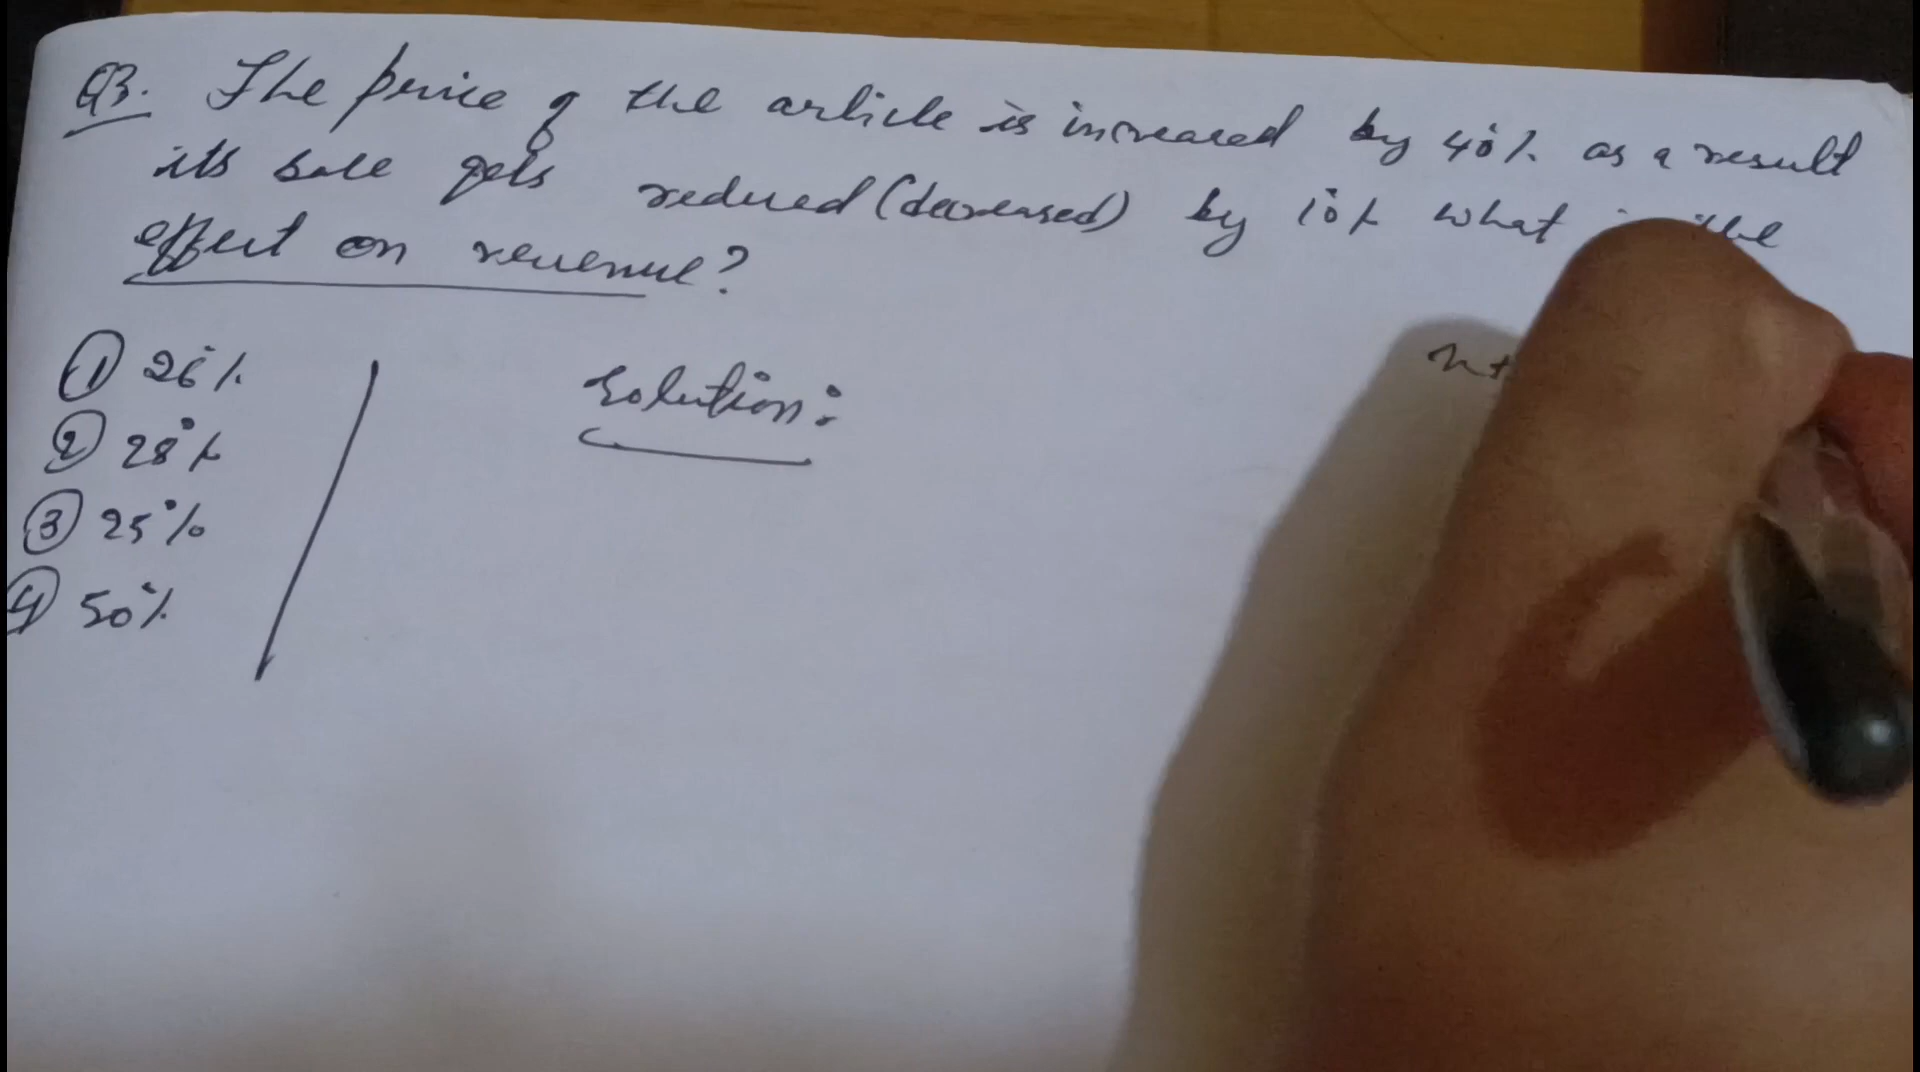 Q3. The price of the article is increased by 40% as a result
its sale gets reduced (decreased) by 10% what the
effect on revenue?
① 26%
② 28%
③ 25%
④ 50%
Solution: